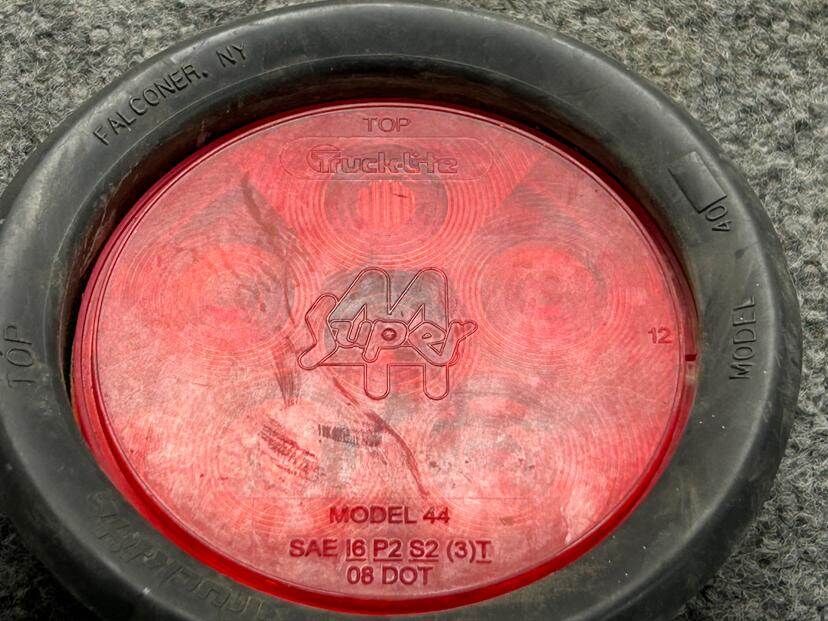 FALCONER, NY
TOP
Truck-Lite
40
MODEL
TOP
44
Super
12
MODEL 44
SAE I6 P2 S2 (3)T
08 DOT